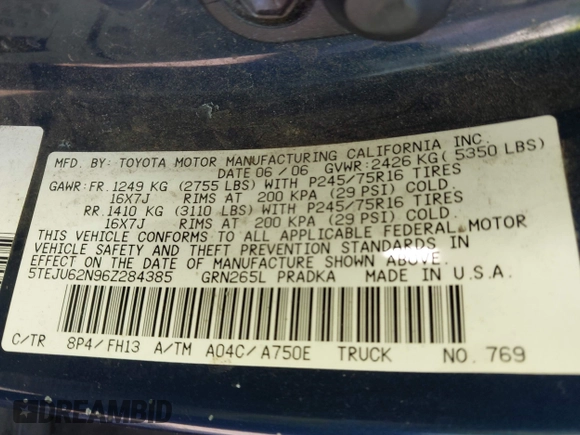 MFD. BY: TOYOTA MOTOR MANUFACTURING CALIFORNIA INC.
DATE 06/06 GVWR:2426 KG( 5350 LBS)
GAWR:FR.1249 KG (2755 LBS) WITH P245/75R16 TIRES
16X7J RIMS AT 200 KPA (29 PSI) COLD.
RR.1410 KG (3110 LBS) WITH P245/75R16 TIRES
16X7J RIMS AT 200 KPA (29 PSI) COLD.
THIS VEHICLE CONFORMS TO ALL APPLICABLE FEDERAL MOTOR
VEHICLE SAFETY AND THEFT PREVENTION STANDARDS IN
EFFECT ON THE DATE OF MANUFACTURE SHOWN ABOVE.
5TEJU62N96Z284385 GRN265L PRADKA MADE IN U.S.A.
C/TR 8P4/FH13 A/TM A04C/A750E TRUCK NO.769
DREAMBID